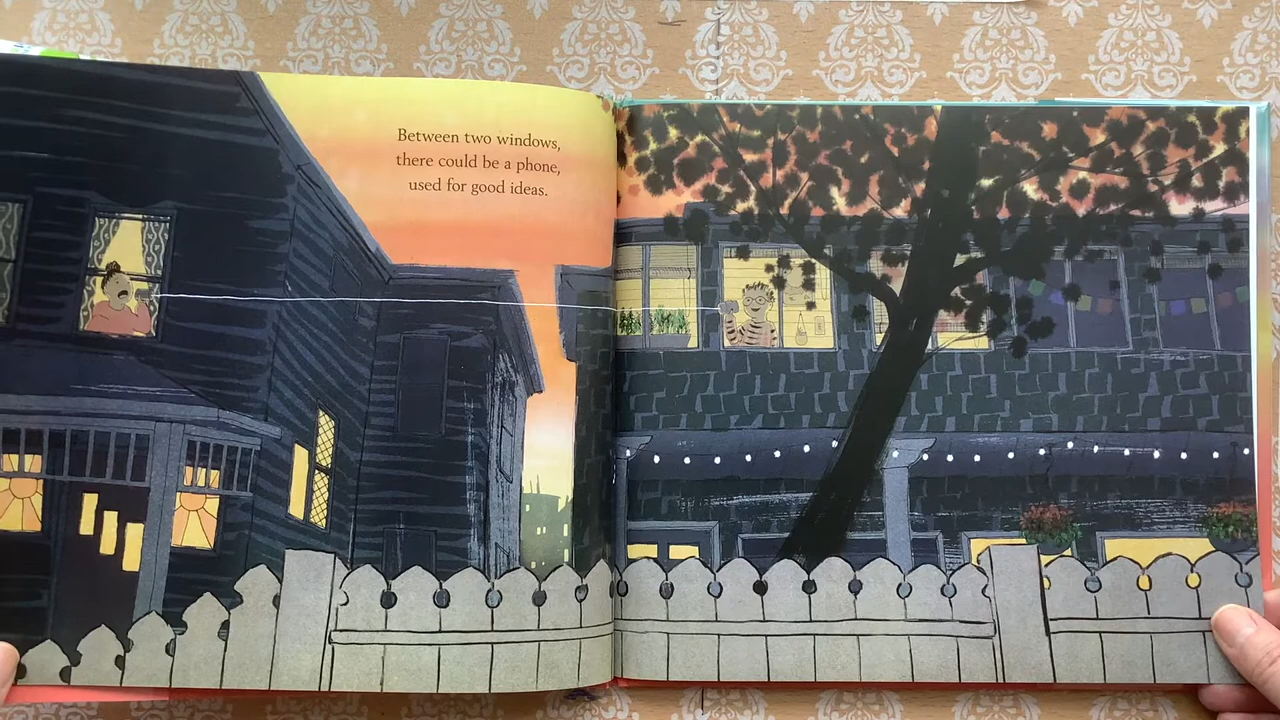 Between two windows,
there could be a phone,
used for good ideas.